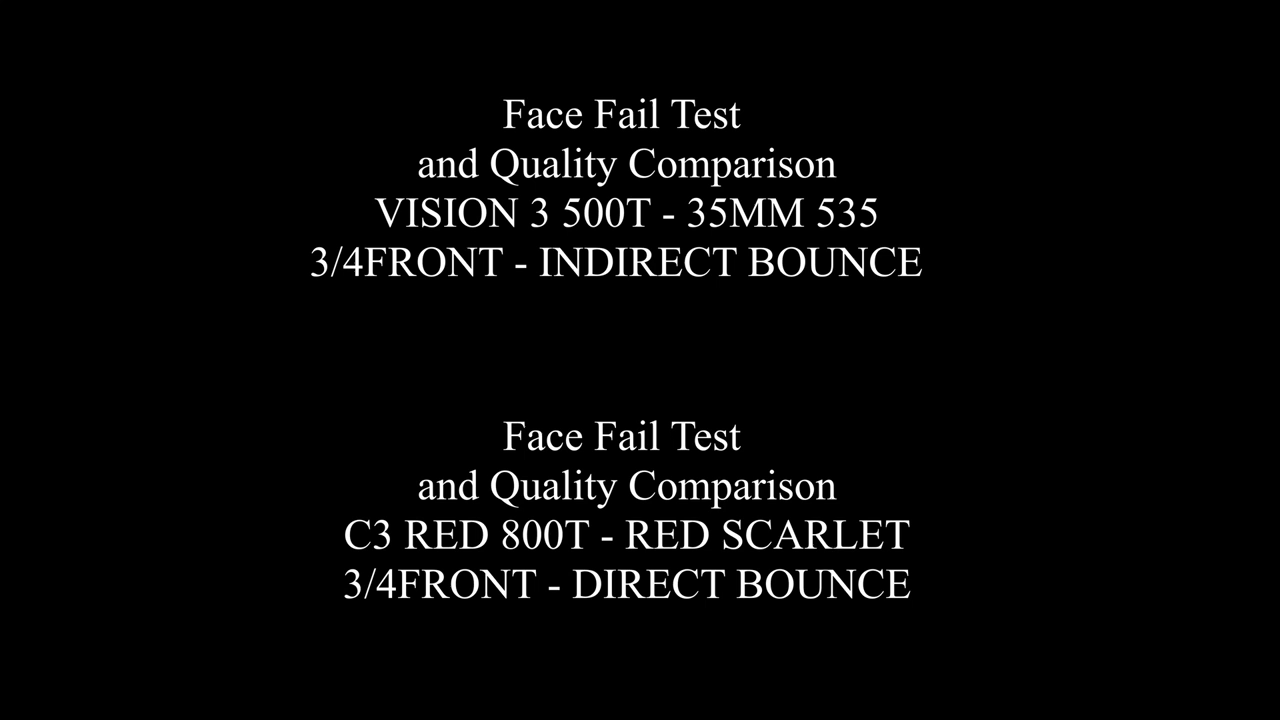 Face Fail Test
and Quality Comparison
VISION 3 500T - 35MM 535
3/4FRONT - INDIRECT BOUNCE
Face Fail Test
and Quality Comparison
C3 RED 800T - RED SCARLET
3/4FRONT - DIRECT BOUNCE